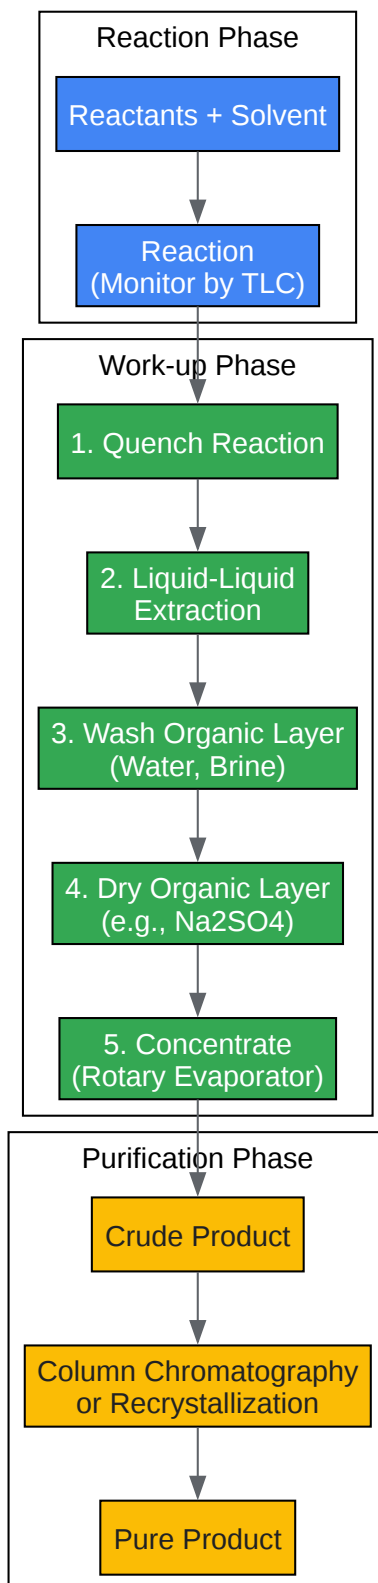 Reaction Phase
Reactants + Solvent
Reaction
(Monitor by TLC)
Work-up Phase
1. Quench Reaction
2. Liquid-Liquid
Extraction
3. Wash Organic Layer
(Water, Brine)
4. Dry Organic Layer
(e.g., Na2SO4)
5. Concentrate
(Rotary Evaporator)
Purification Phase
Crude Product
Column Chromatography
or Recrystallization
Pure Product